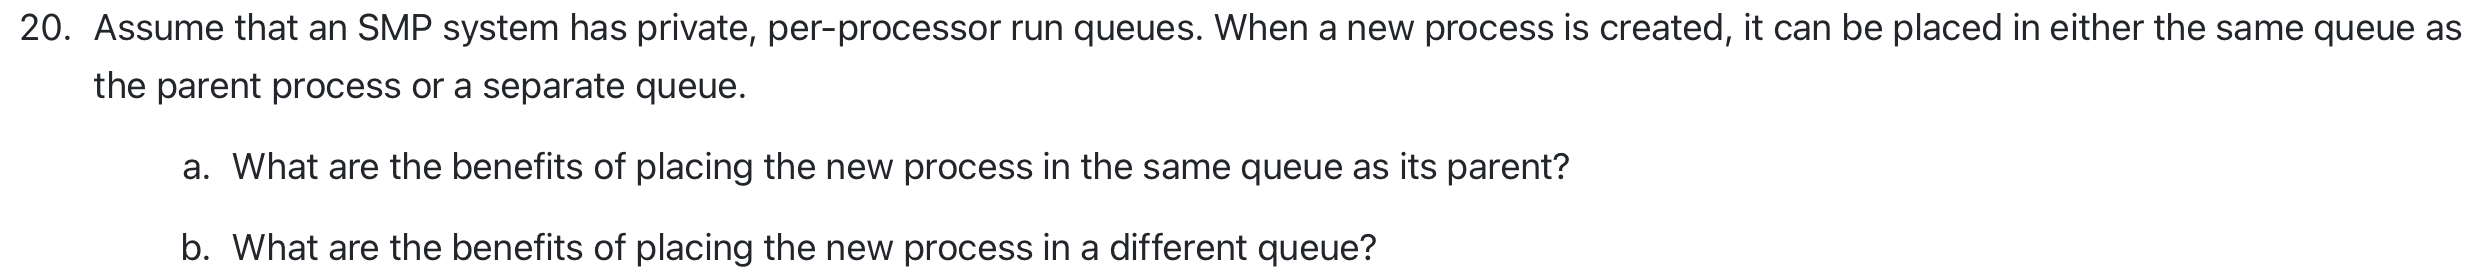 20. Assume that an SMP system has private, per-processor run queues. When a new process is created, it can be placed in either the same queue as
the parent process or a separate queue.
a. What are the benefits of placing the new process in the same queue as its parent?
b. What are the benefits of placing the new process in a different queue?